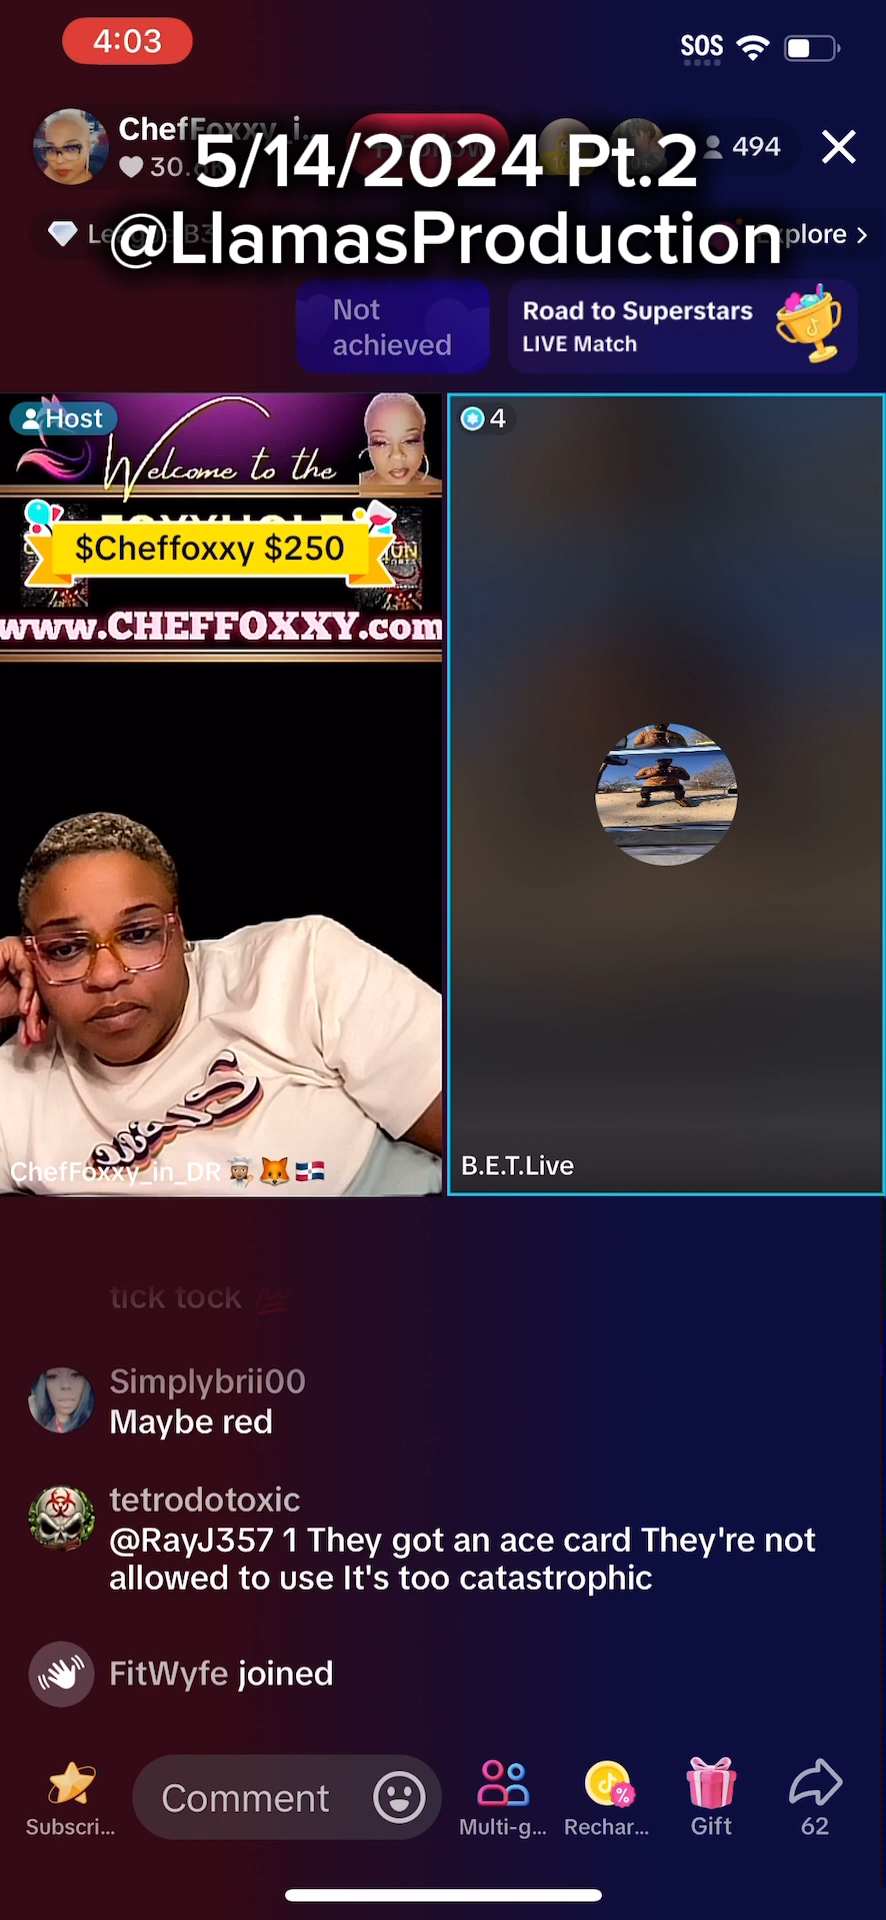 4:03
SOS
ChefFoxxy_i...
494
5/14/2024 Pt.2
@LlamasProduction
Explore >
Not
achieved
Road to Superstars
LIVE Match
Host
4
Welcome to the
$Cheffoxxy $250
www.CHEFFOXXY.com
ChefFoxxy_in_DR
B.E.T.Live
tick tock 💯
Simplybrii00
Maybe red
tetrodotoxic
@RayJ357 1 They got an ace card They're not
allowed to use It's too catastrophic
FitWyfe joined
Comment
Subscri...
Multi-g...
Rechar...
Gift
62